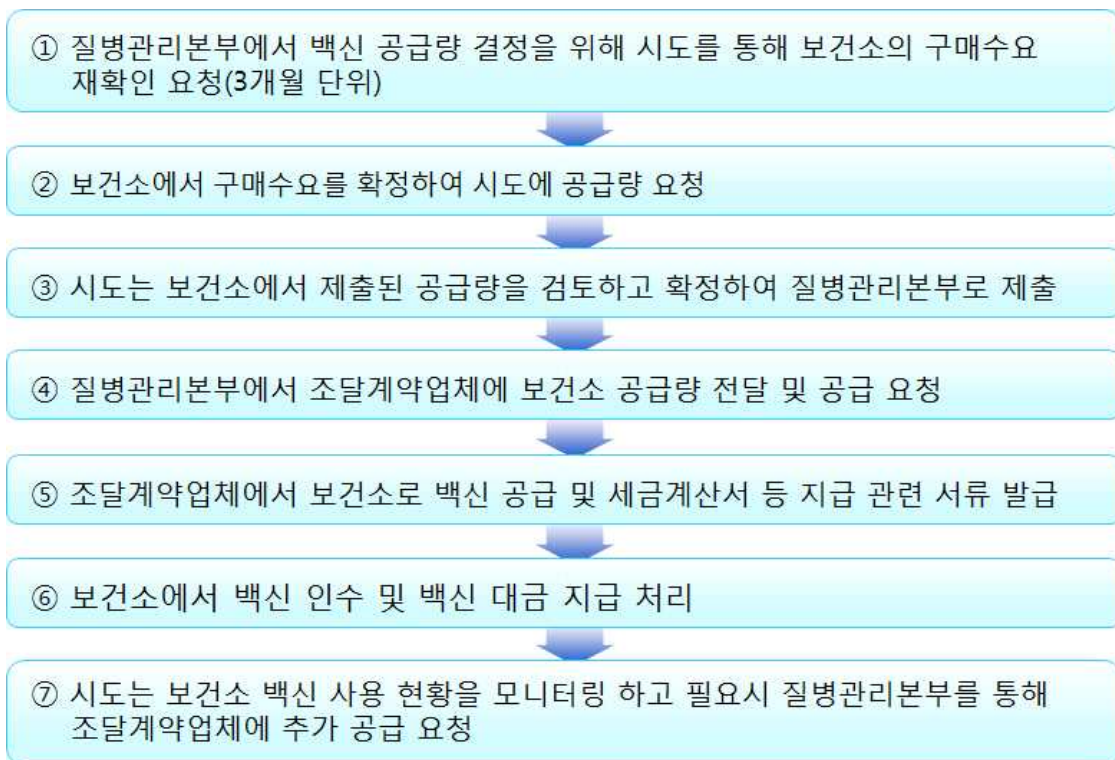 ① 질병관리본부에서 백신 공급량 결정을 위해 시도를 통해 보건소의 구매수요
재확인 요청(3개월 단위)
② 보건소에서 구매수요를 확정하여 시도에 공급량 요청
③ 시도는 보건소에서 제출된 공급량을 검토하고 확정하여 질병관리본부로 제출
④ 질병관리본부에서 조달계약업체에 보건소 공급량 전달 및 공급 요청
⑤ 조달계약업체에서 보건소로 백신 공급 및 세금계산서 등 지급 관련 서류 발급
⑥ 보건소에서 백신 인수 및 백신 대금 지급 처리
⑦ 시도는 보건소 백신 사용 현황을 모니터링 하고 필요시 질병관리본부를 통해
조달계약업체에 추가 공급 요청